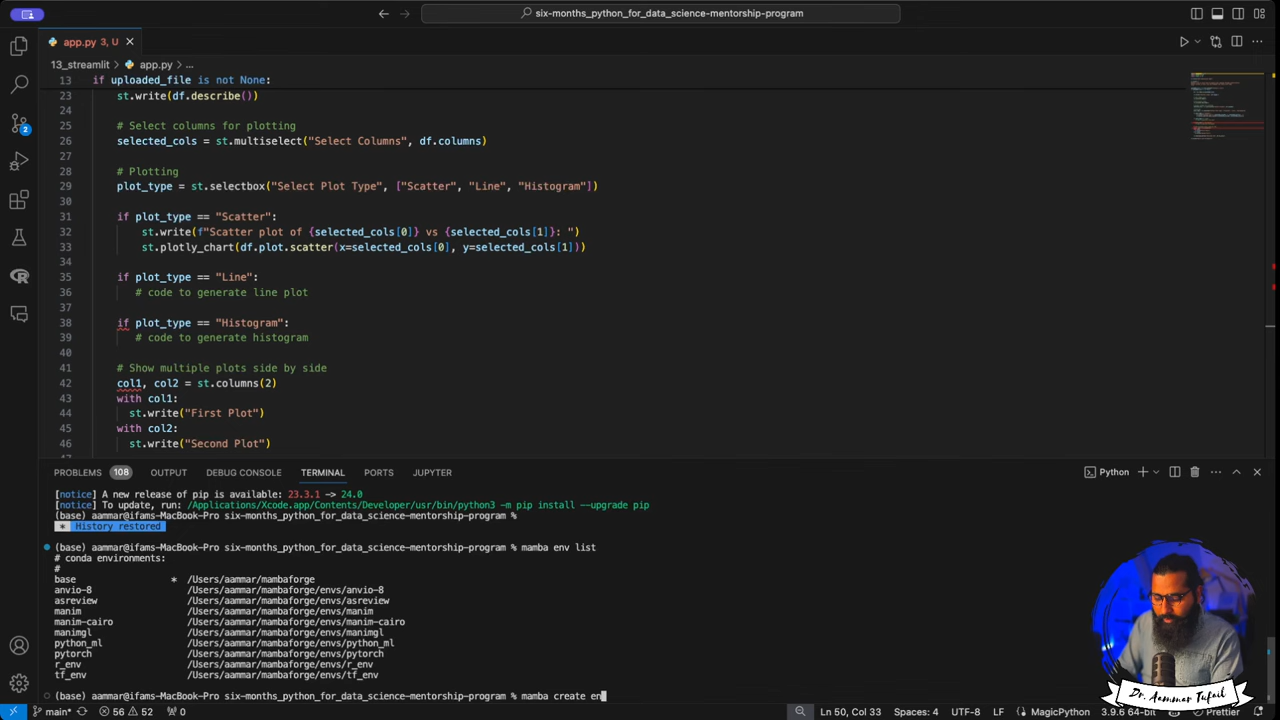 six-months_python_for_data_science-mentorship-program
app.py 3, U
13_streamlit > app.py > ...
13 if uploaded_file is not None:
23 st.write(df.describe())
24
25 # Select columns for plotting
26 selected_cols = st.multiselect("Select Columns", df.columns)
27
28 # Plotting
29 plot_type = st.selectbox("Select Plot Type", ["Scatter", "Line", "Histogram"])
30
31 if plot_type == "Scatter":
32 st.write(f"Scatter plot of {selected_cols[0]} vs {selected_cols[1]}: ")
33 st.plotly_chart(df.plot.scatter(x=selected_cols[0], y=selected_cols[1]))
34
35 if plot_type == "Line":
36 # code to generate line plot
37
38 if plot_type == "Histogram":
39 # code to generate histogram
40
41 # Show multiple plots side by side
42 col1, col2 = st.columns(2)
43 with col1:
44 st.write("First Plot")
45 with col2:
46 st.write("Second Plot")
2
PROBLEMS 108 OUTPUT DEBUG CONSOLE TERMINAL PORTS JUPYTER Python
[notice] A new release of pip is available: 23.3.1 -> 24.0
[notice] To update, run: /Applications/Xcode.app/Contents/Developer/usr/bin/python3 -m pip install --upgrade pip
(base) aammar@ifams-MacBook-Pro six-months_python_for_data_science-mentorship-program %
* History restored
(base) aammar@ifams-MacBook-Pro six-months_python_for_data_science-mentorship-program % mamba env list
# conda environments:
#
base * /Users/aammar/mambaforge
anvio-8 /Users/aammar/mambaforge/envs/anvio-8
asreview /Users/aammar/mambaforge/envs/asreview
manim /Users/aammar/mambaforge/envs/manim
manim-cairo /Users/aammar/mambaforge/envs/manim-cairo
manimgl /Users/aammar/mambaforge/envs/manimgl
python_ml /Users/aammar/mambaforge/envs/python_ml
pytorch /Users/aammar/mambaforge/envs/pytorch
r_env /Users/aammar/mambaforge/envs/r_env
tf_env /Users/aammar/mambaforge/envs/tf_env
(base) aammar@ifams-MacBook-Pro six-months_python_for_data_science-mentorship-program % mamba create en
Dr. Aammar Tufail
main* 56 52 0 Ln 50, Col 33 Spaces: 4 UTF-8 LF MagicPython 3.9.6 64-bit Prettier